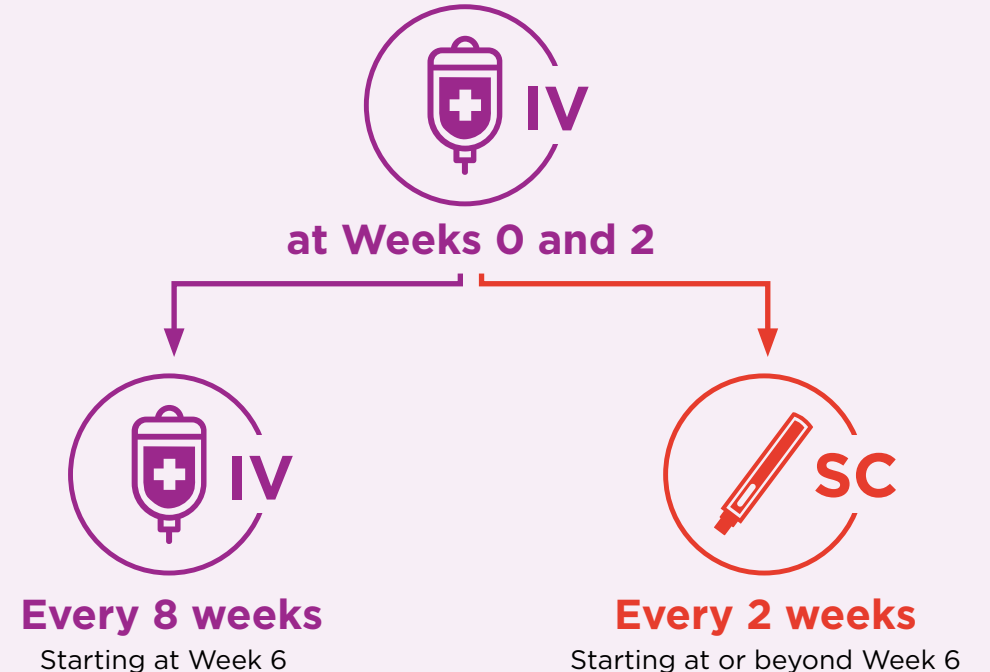 IV
at Weeks 0 and 2
IV
SC
Every 8 weeks
Starting at Week 6
Every 2 weeks
Starting at or beyond Week 6